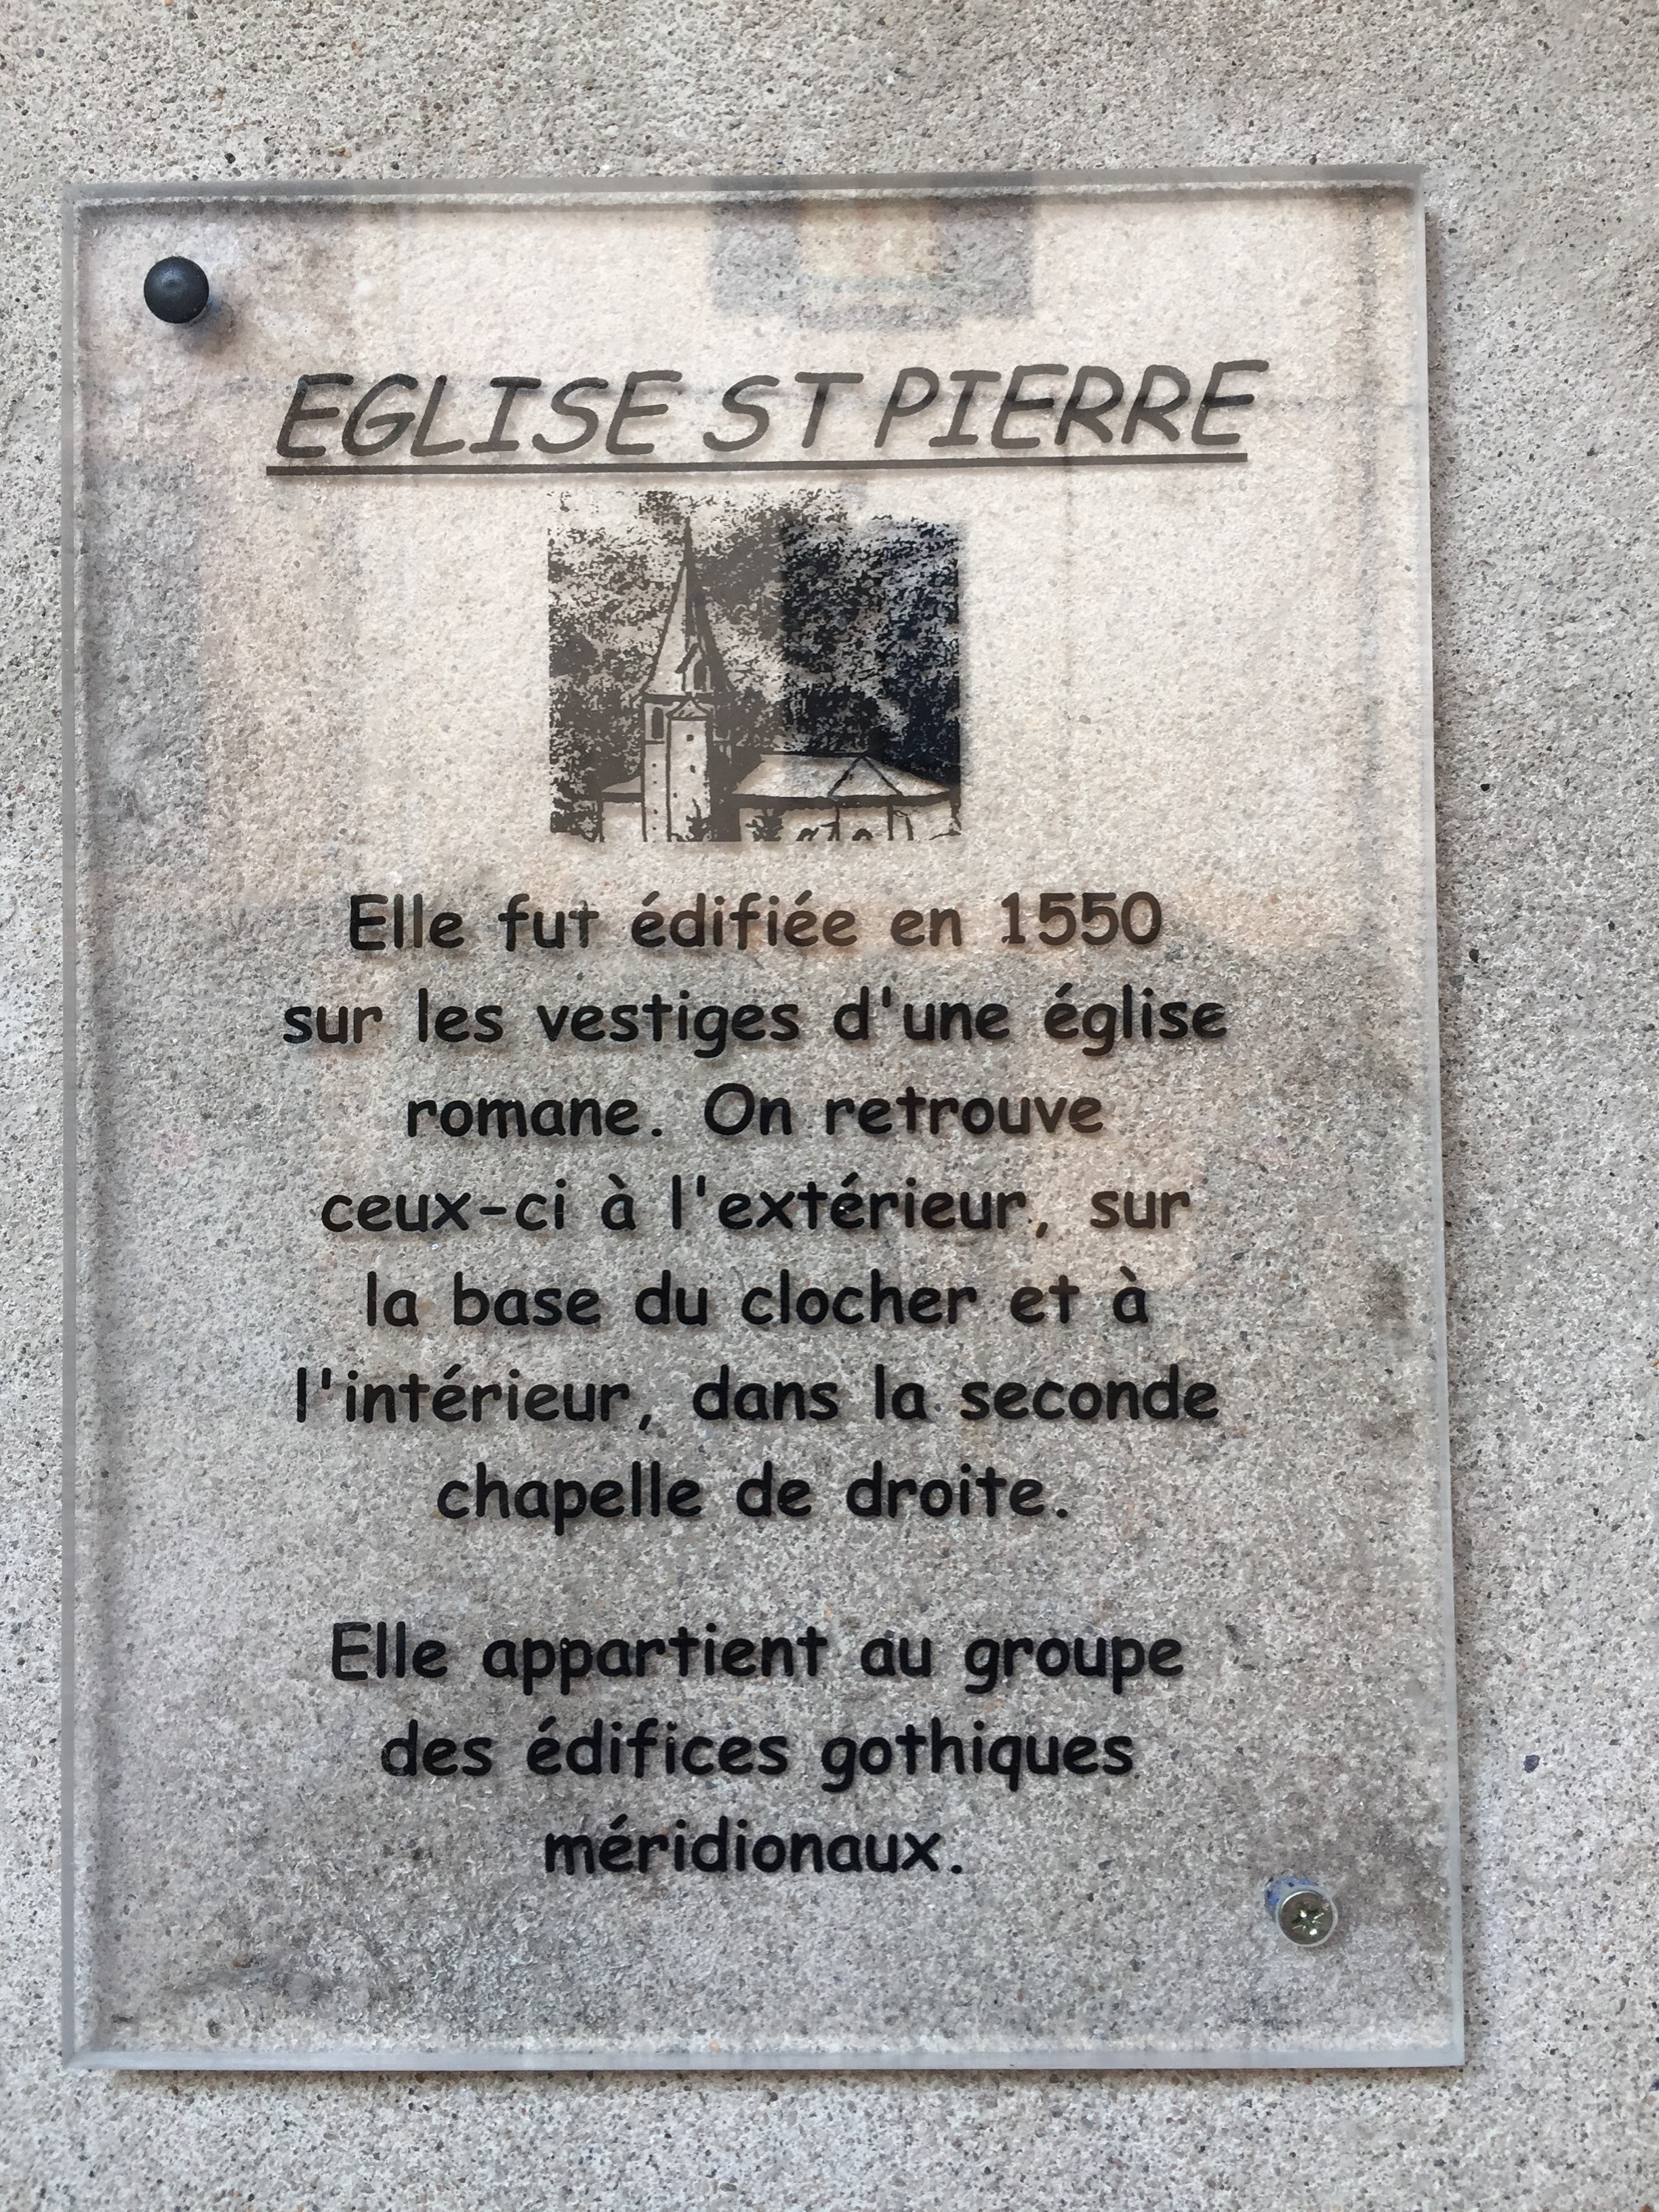 EGLISE ST PIERRE
Elle fut édifiée en 1550
sur les vestiges d'une église
romane. On retrouve
ceux-ci à l'extérieur, sur
la base du clocher et à
l'intérieur, dans la seconde
chapelle de droite.
Elle appartient au groupe
des édifices gothiques
méridionaux.